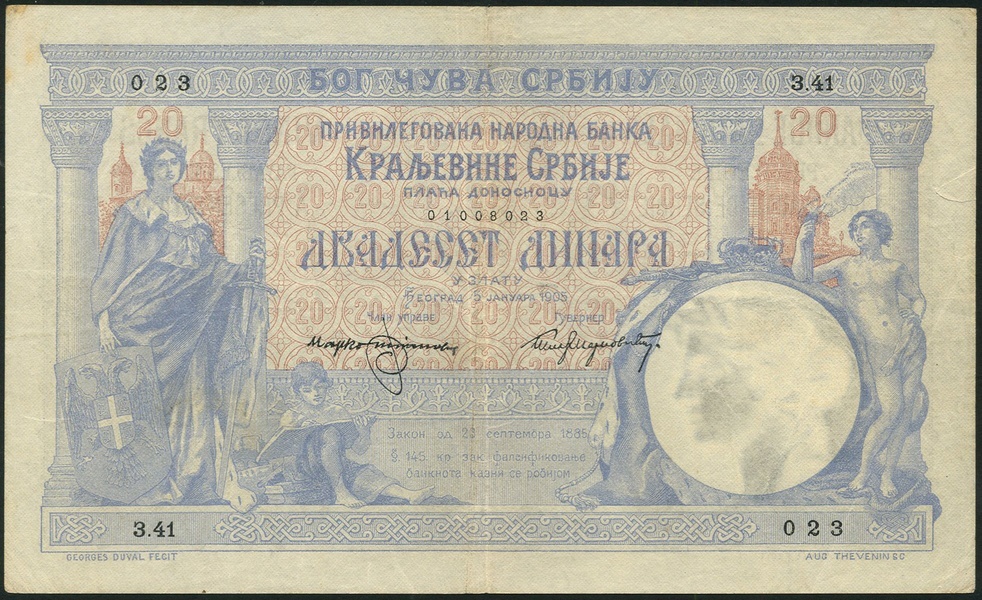 БОГ ЧУВА СРБИЈУ
023 3.41
20 20
ПРИВИЛЕГОВАНА НАРОДНА БАНКА
КРАЉЕВИНЕ СРБИЈЕ
ПЛАЋА ДОНОСИОЦУ
01008023
ДВАДЕСЕТ ДИНАРА
У ЗЛАТУ
БЕОГРАД 5 ЈАНУАРА 1905
Члан управе Гувернер
Закон од 23 септембра 1885
§. 145. кр зак фалсификовање
банкнота казни се робијом
3.41 023
GEORGES DUVAL FECIT AUG THEVENIN SC